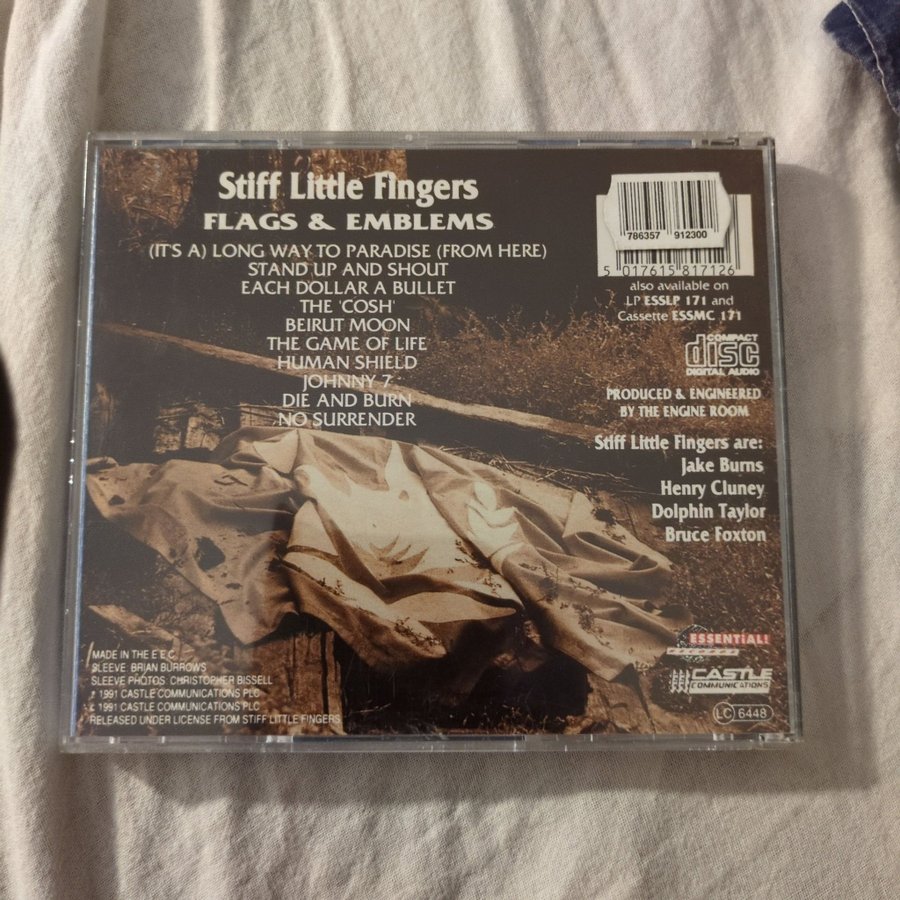 Stiff Little Fingers
FLAGS & EMBLEMS
(IT'S A) LONG WAY TO PARADISE (FROM HERE)
STAND UP AND SHOUT
EACH DOLLAR A BULLET
THE 'COSH'
BEIRUT MOON
THE GAME OF LIFE
HUMAN SHIELD
JOHNNY 7
DIE AND BURN
NO SURRENDER
786357 912300
5 017615 817126
also available on
LP ESSLP 171 and
Cassette ESSMC 171
COMPACT
disc
DIGITAL AUDIO
PRODUCED & ENGINEERED
BY THE ENGINE ROOM
Stiff Little Fingers are:
Jake Burns
Henry Cluney
Dolphin Taylor
Bruce Foxton
ESSENTIAL!
CASTLE
COMMUNICATIONS
LC 6448
MADE IN THE E E C
SLEEVE BRIAN BURROWS
SLEEVE PHOTOS CHRISTOPHER BISSELL
1991 CASTLE COMMUNICATIONS PLC
1991 CASTLE COMMUNICATIONS PLC
RELEASED UNDER LICENSE FROM STIFF LITTLE FINGERS